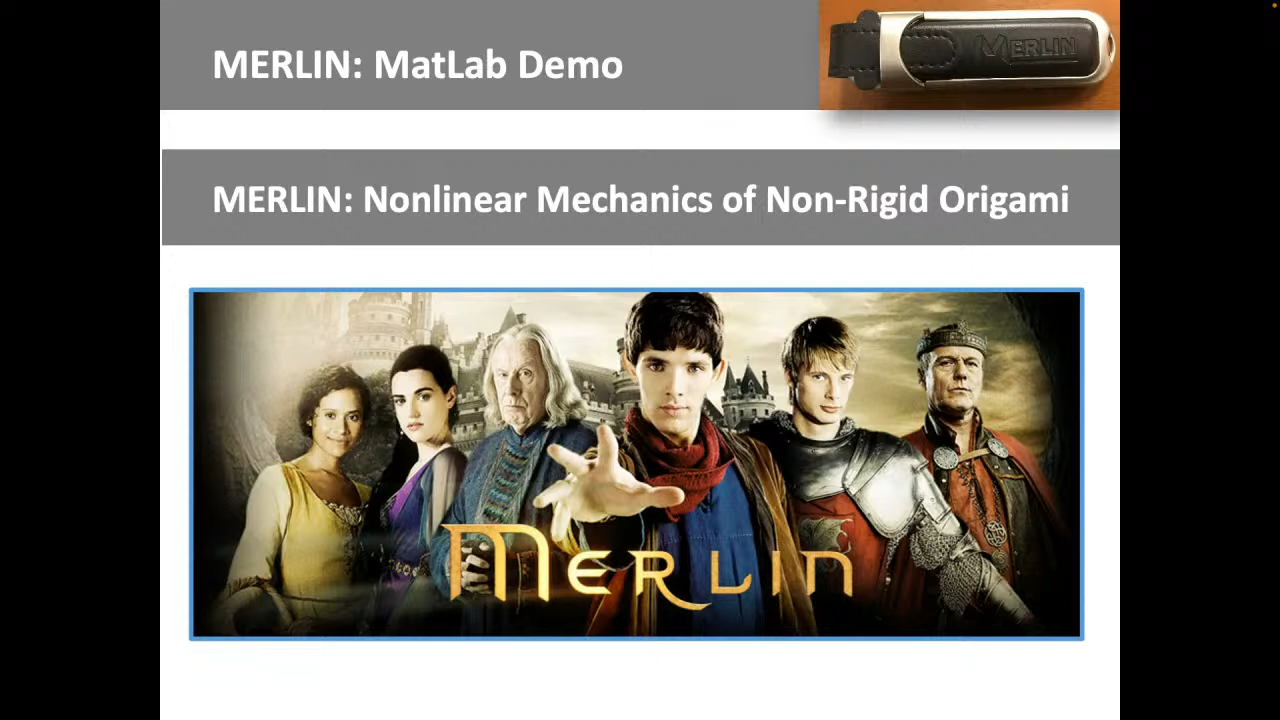 MERLIN: MatLab Demo
MERLIN
MERLIN: Nonlinear Mechanics of Non-Rigid Origami
MERLIN